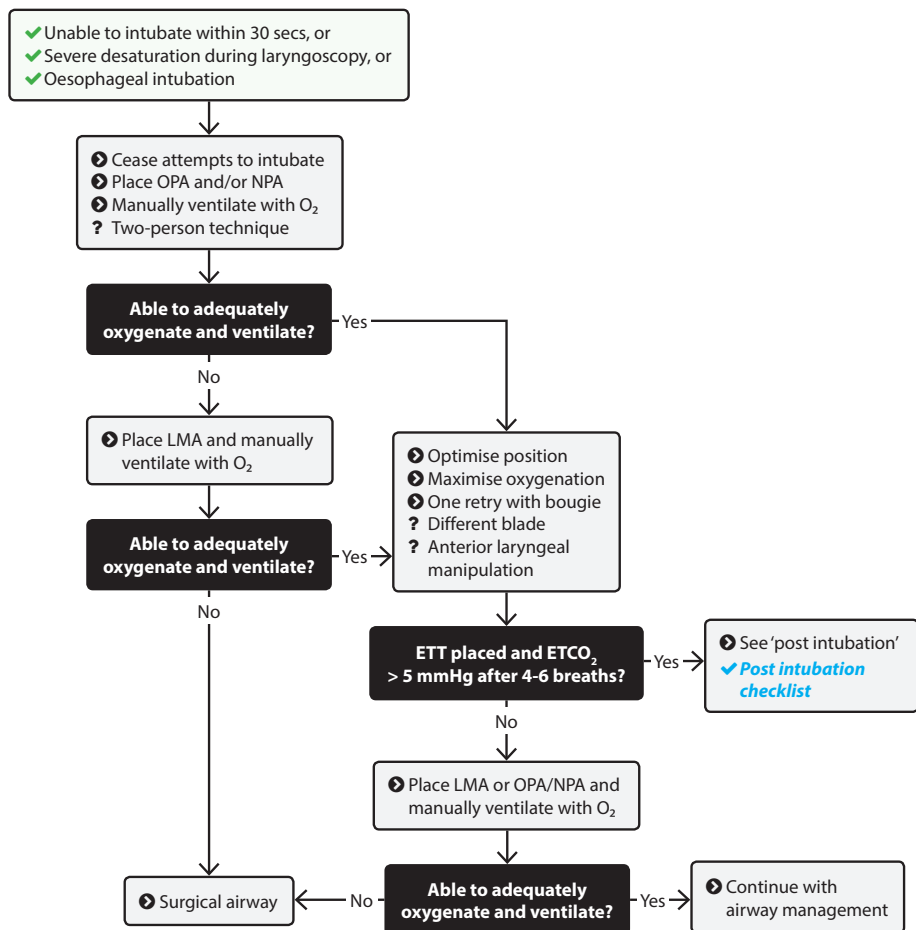 Unable to intubate within 30 secs, or
Severe desaturation during laryngoscopy, or
Oesophageal intubation
Cease attempts to intubate
Place OPA and/or NPA
Manually ventilate with O₂
? Two-person technique
Able to adequately
oxygenate and ventilate?
Yes
No
Place LMA and manually
ventilate with O₂
Optimise position
Maximise oxygenation
One retry with bougie
? Different blade
? Anterior laryngeal
manipulation
Able to adequately
oxygenate and ventilate?
Yes
No
ETT placed and ETCO₂
> 5 mmHg after 4-6 breaths?
Yes
See ‘post intubation’
Post intubation
checklist
No
Place LMA or OPA/NPA and
manually ventilate with O₂
Surgical airway
No
Able to adequately
oxygenate and ventilate?
Yes
Continue with
airway management